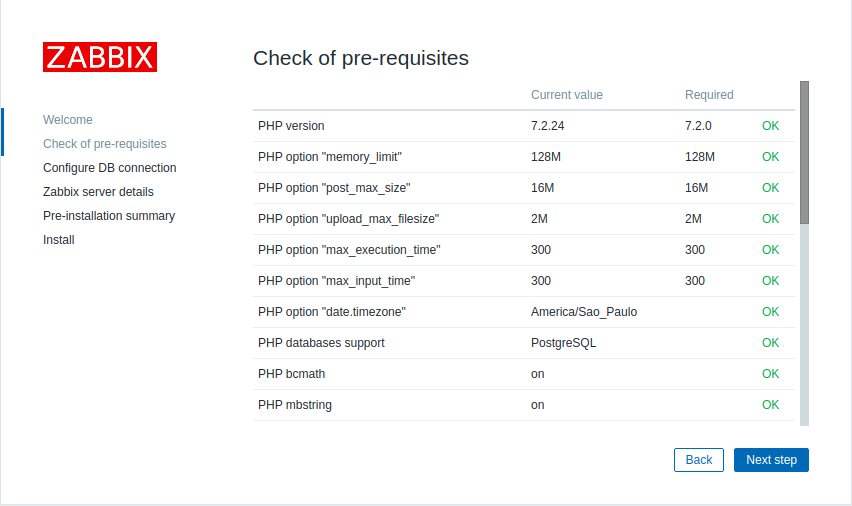 ZABBIX
Welcome
Check of pre-requisites
Configure DB connection
Zabbix server details
Pre-installation summary
Install
Check of pre-requisites
Current value Required
PHP version 7.2.24 7.2.0 OK
PHP option "memory_limit" 128M 128M OK
PHP option "post_max_size" 16M 16M OK
PHP option "upload_max_filesize" 2M 2M OK
PHP option "max_execution_time" 300 300 OK
PHP option "max_input_time" 300 300 OK
PHP option "date.timezone" America/Sao_Paulo OK
PHP databases support PostgreSQL OK
PHP bcmath on OK
PHP mbstring on OK
Back Next step